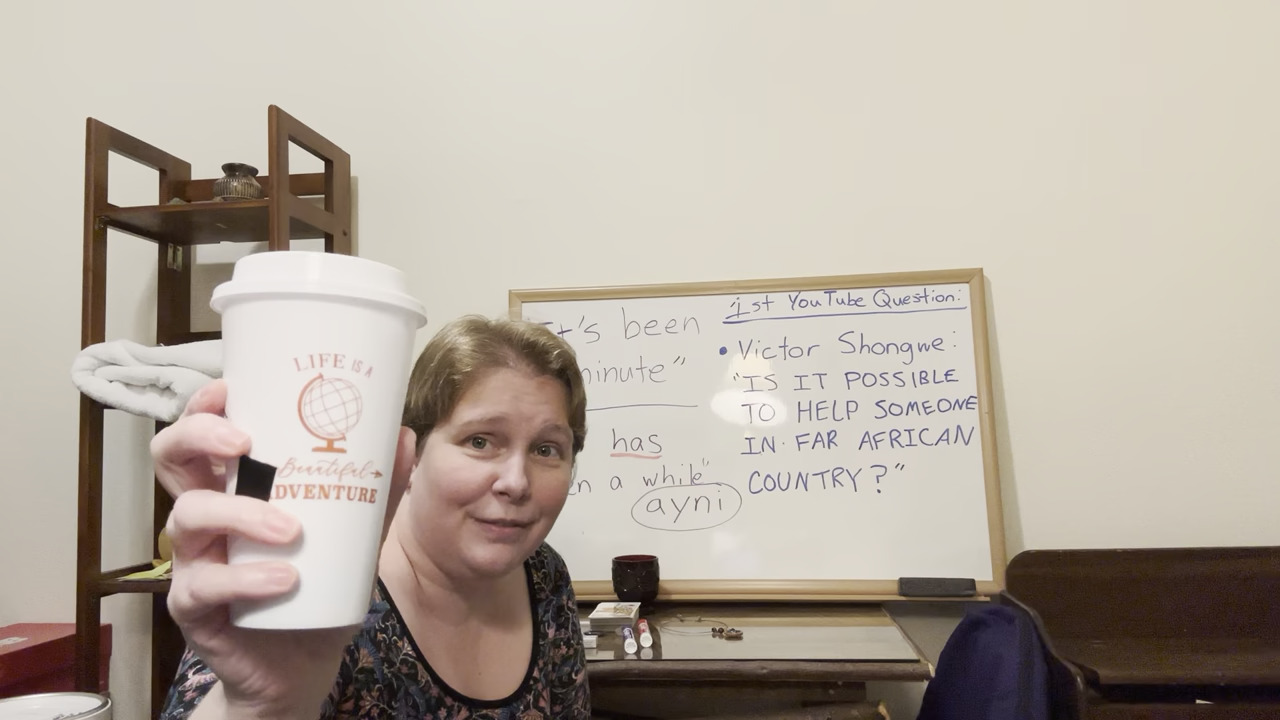 LIFE IS A
Beautiful
ADVENTURE
It's been
minute"
has
a while"
ayni
1st YouTube Question:
• Victor Shongwe:
"IS IT POSSIBLE
TO HELP SOMEONE
IN FAR AFRICAN
COUNTRY?"